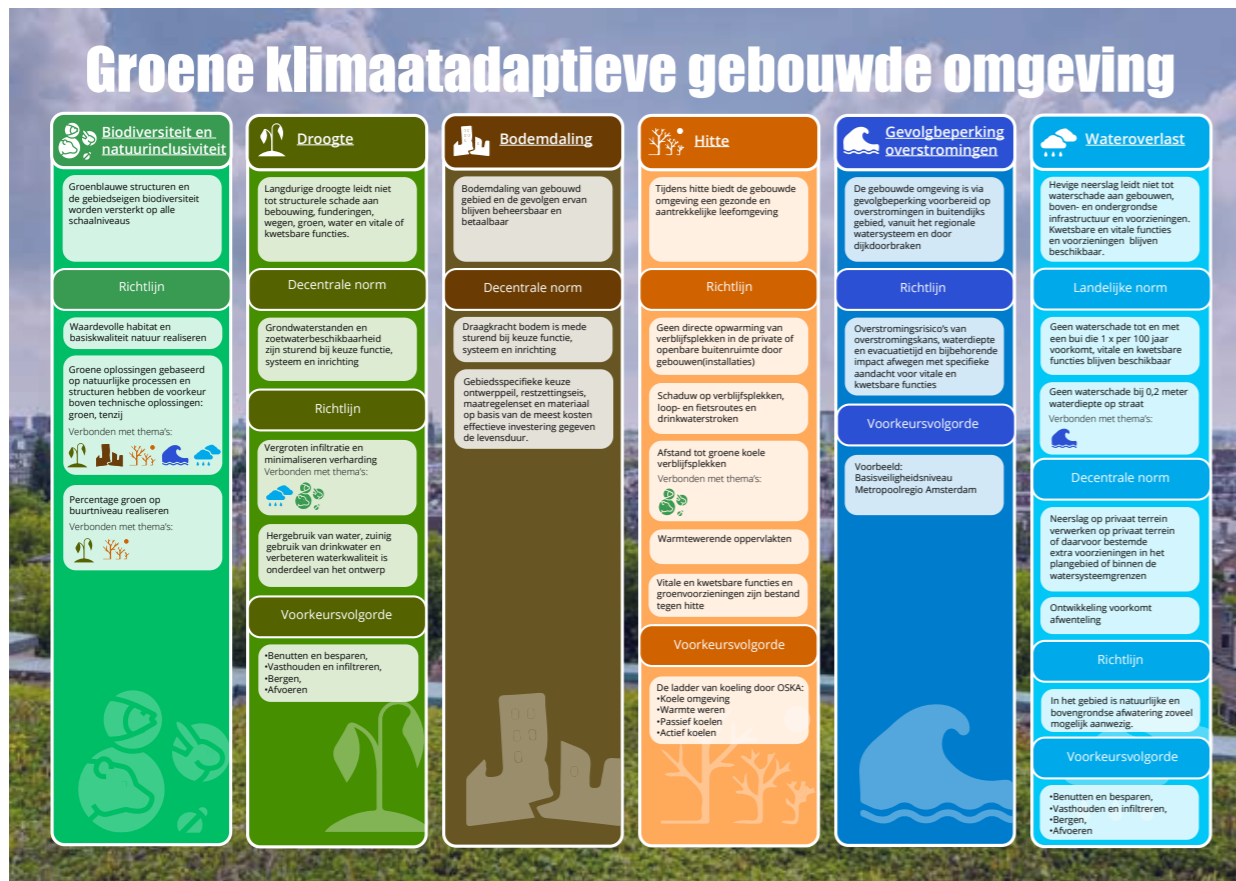 Groene klimaatadaptieve gebouwde omgeving
Biodiversiteit en
natuurinclusiviteit
Groenblauwe structuren en
de gebiedseigen biodiversiteit
worden versterkt op alle
schaalniveaus
Richtlijn
Waardevolle habitat en
basiskwaliteit natuur realiseren
Groene oplossingen gebaseerd
op natuurlijke processen en
structuren hebben de voorkeur
boven technische oplossingen:
groen, tenzij
Verbonden met thema's:
Percentage groen op
buurtniveau realiseren
Verbonden met thema's:
Droogte
Langdurige droogte leidt niet
tot structurele schade aan
bebouwing, funderingen,
wegen, groen, water en vitale of
kwetsbare functies.
Decentrale norm
Grondwaterstanden en
zoetwaterbeschikbaarheid
zijn sturend bij keuze functie,
systeem en inrichting
Richtlijn
Vergroten infiltratie en
minimaliseren verharding
Verbonden met thema's:
Hergebruik van water, zuinig
gebruik van drinkwater en
verbeteren waterkwaliteit is
onderdeel van het ontwerp
Voorkeursvolgorde
•Benutten en besparen,
•Vasthouden en infiltreren,
•Bergen,
•Afvoeren
Bodemdaling
Bodemdaling van gebouwd
gebied en de gevolgen ervan
blijven beheersbaar en
betaalbaar
Decentrale norm
Draagkracht bodem is mede
sturend bij keuze functie,
systeem en inrichting
Gebiedsspecifieke keuze
ontwerppeil, restzettingseis,
maatregelenset en materiaal
op basis van de meest kosten
effectieve investering gegeven
de levensduur.
Hitte
Tijdens hitte biedt de gebouwde
omgeving een gezonde en
aantrekkelijke leefomgeving
Richtlijn
Geen directe opwarming van
verblijfsplekken in de private of
openbare buitenruimte door
gebouwen(installaties)
Schaduw op verblijfsplekken,
loop- en fietsroutes en
drinkwaterstroken
Afstand tot groene koele
verblijfsplekken
Verbonden met thema's:
Warmtewerende oppervlakten
Vitale en kwetsbare functies en
groenvoorzieningen zijn bestand
tegen hitte
Voorkeursvolgorde
De ladder van koeling door OSKA:
•Koele omgeving
•Warmte weren
•Passief koelen
•Actief koelen
Gevolgbeperking
overstromingen
De gebouwde omgeving is via
gevolgbeperking voorbereid op
overstromingen in buitendijks
gebied, vanuit het regionale
watersysteem en door
dijkdoorbraken
Richtlijn
Overstromingsrisico's van
overstromingskans, waterdiepte
en evacuatietijd en bijbehorende
impact afwegen met specifieke
aandacht voor vitale en
kwetsbare functies
Voorkeursvolgorde
Voorbeeld:
Basisveiligheidsniveau
Metropoolregio Amsterdam
Wateroverlast
Hevige neerslag leidt niet tot
waterschade aan gebouwen,
boven- en ondergrondse
infrastructuur en voorzieningen.
Kwetsbare en vitale functies
en voorzieningen blijven
beschikbaar.
Landelijke norm
Geen waterschade tot en met
een bui die 1 x per 100 jaar
voorkomt, vitale en kwetsbare
functies blijven beschikbaar
Geen waterschade bij 0,2 meter
waterdiepte op straat
Verbonden met thema's:
Decentrale norm
Neerslag op privaat terrein
verwerken op privaat terrein
of daarvoor bestemde
extra voorzieningen in het
plangebied of binnen de
watersysteemgrenzen
Ontwikkeling voorkomt
afwenteling
Richtlijn
In het gebied is natuurlijke en
bovengrondse afwatering zoveel
mogelijk aanwezig.
Voorkeursvolgorde
•Benutten en besparen,
•Vasthouden en infiltreren,
•Bergen,
•Afvoeren